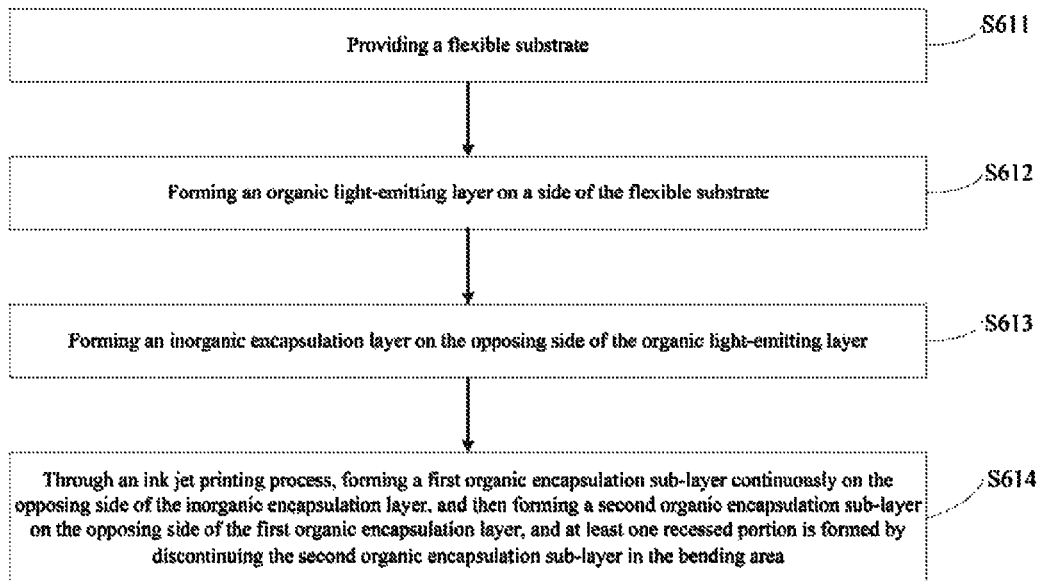 Providing a flexible substrate
S611
Forming an organic light-emitting layer on a side of the flexible substrate
S612
Forming an inorganic encapsulation layer on the opposing side of the organic light-emitting layer
S613
Through an ink jet printing process, forming a first organic encapsulation sub-layer continuously on the
opposing side of the inorganic encapsulation layer, and then forming a second organic encapsulation sub-layer
on the opposing side of the first organic encapsulation layer, and at least one recessed portion is formed by
discontinuing the second organic encapsulation sub-layer in the bending area
S614